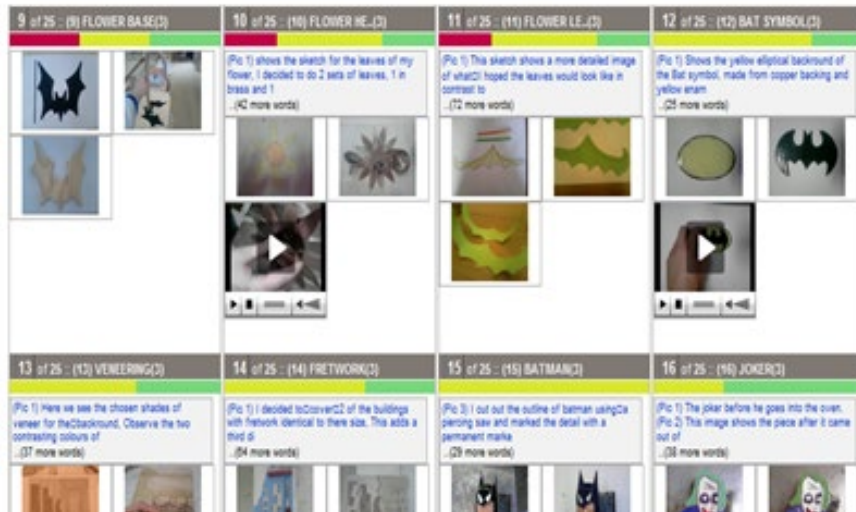 9 of 25 :: (9) FLOWER BASE(3)
10 of 25 :: (10) FLOWER HE..(3)
11 of 25 :: (11) FLOWER LE..(3)
12 of 25 :: (12) BAT SYMBOL(3)
(Pic 1) shows the sketch for the leaves of my
flower, I decided to do 2 sets of leaves, 1 in
brass and 1
..(42 more words)
(Pic 1) This sketch shows a more detailed image
of what□I hoped the leaves would look like in
contrast to
..(72 more words)
(Pic 1) Shows the yellow elliptical backround of
the Bat symbol, made from copper backing and
yellow enam
..(25 more words)
13 of 25 :: (13) VENEERING(3)
14 of 25 :: (14) FRETWORK(3)
15 of 25 :: (15) BATMAN(3)
16 of 25 :: (16) JOKER(3)
(Pic 1) Here we see the chosen shades of
veneer for the□background, Observe the two
contrasting colours of
..(37 more words)
(Pic 1) I decided to□cover□2 of the buildings
with fretwork identical to there size, This adds a
third di
..(54 more words)
(Pic 3) I cut out the outline of batman using□a
piercing saw and marked the detail with a
permanent marke
..(29 more words)
(Pic 1) The joker before he goes into the oven,
(Pic 2) This image shows the piece after it came
out of
..(38 more words)